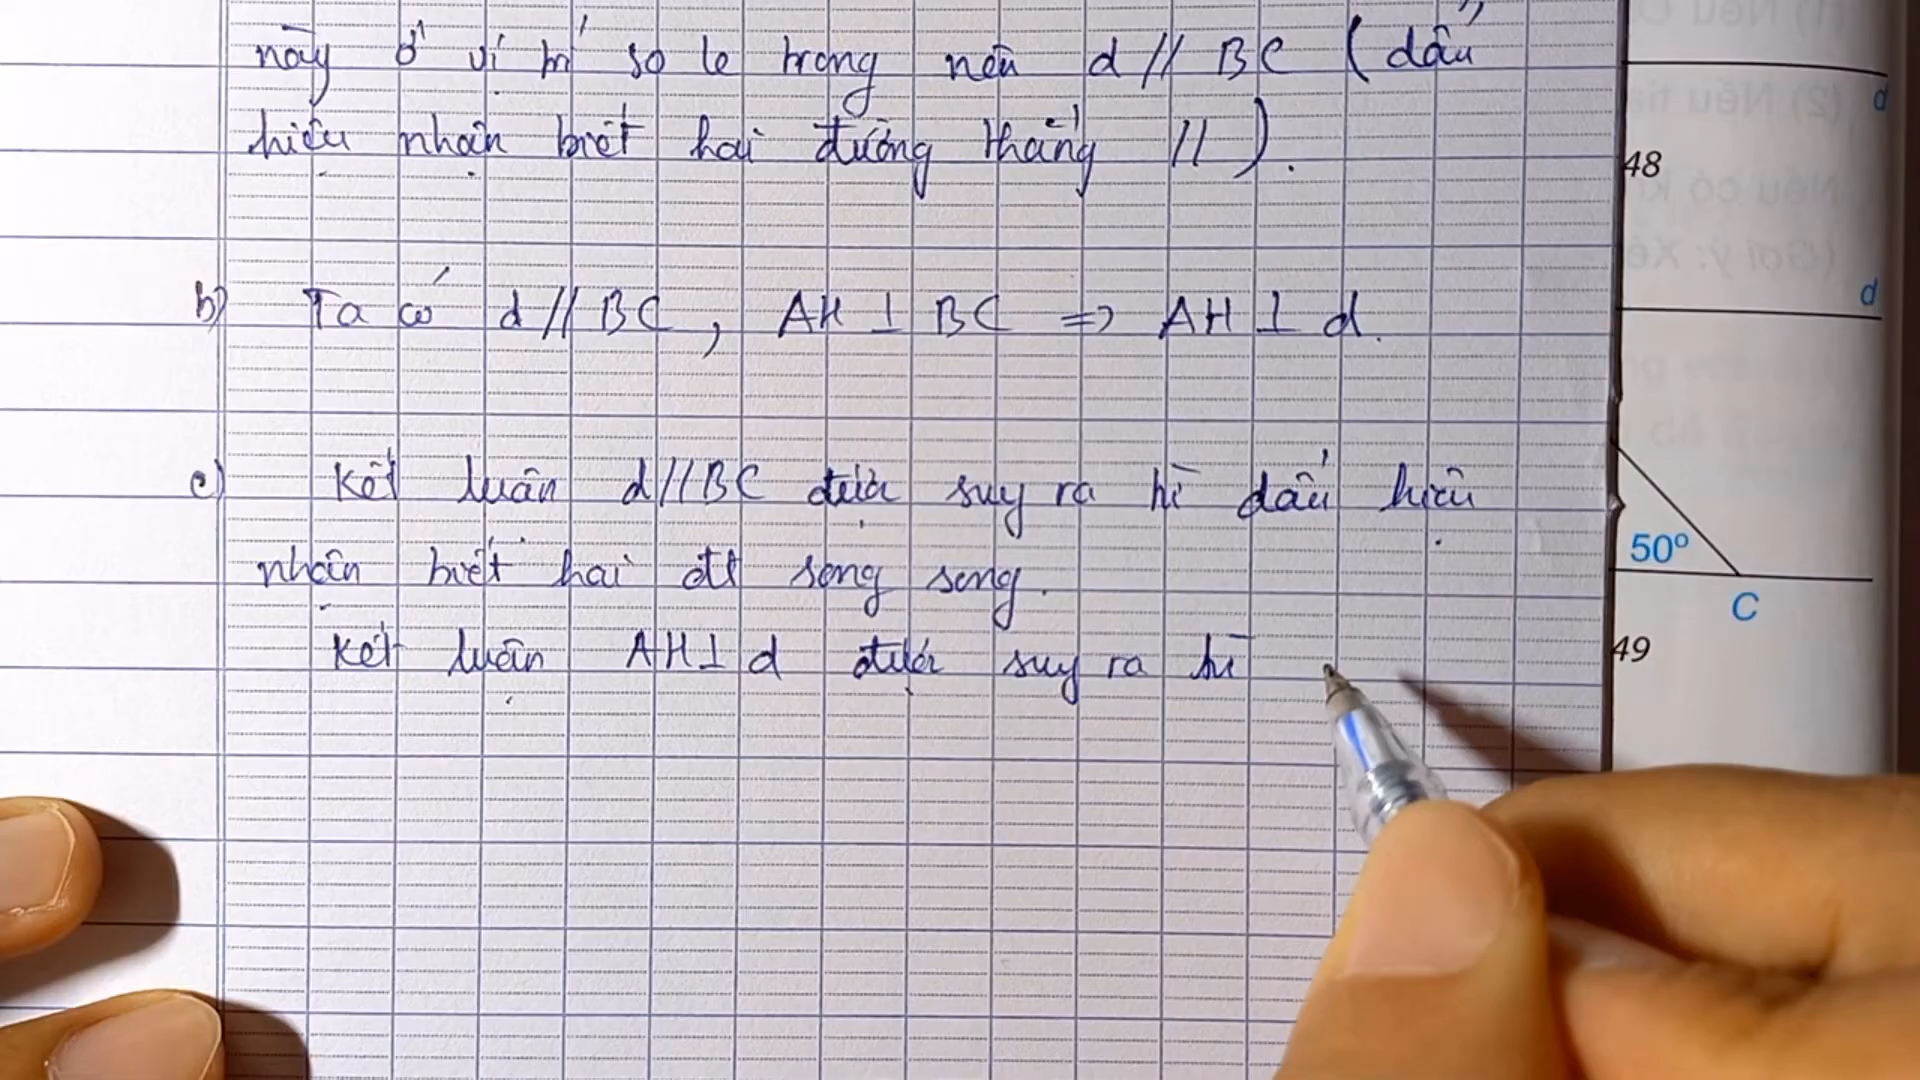 này ở vị trí so le trong nên d // BC (dấu
hiệu nhận biết hai đường thẳng //).
b) Ta có d // BC, AH ⊥ BC => AH ⊥ d.
c) Kết luận d // BC được suy ra từ dấu hiệu
nhận biết hai đt song song.
Kết luận AH ⊥ d được suy ra từ
d
48
d
50°
C
49